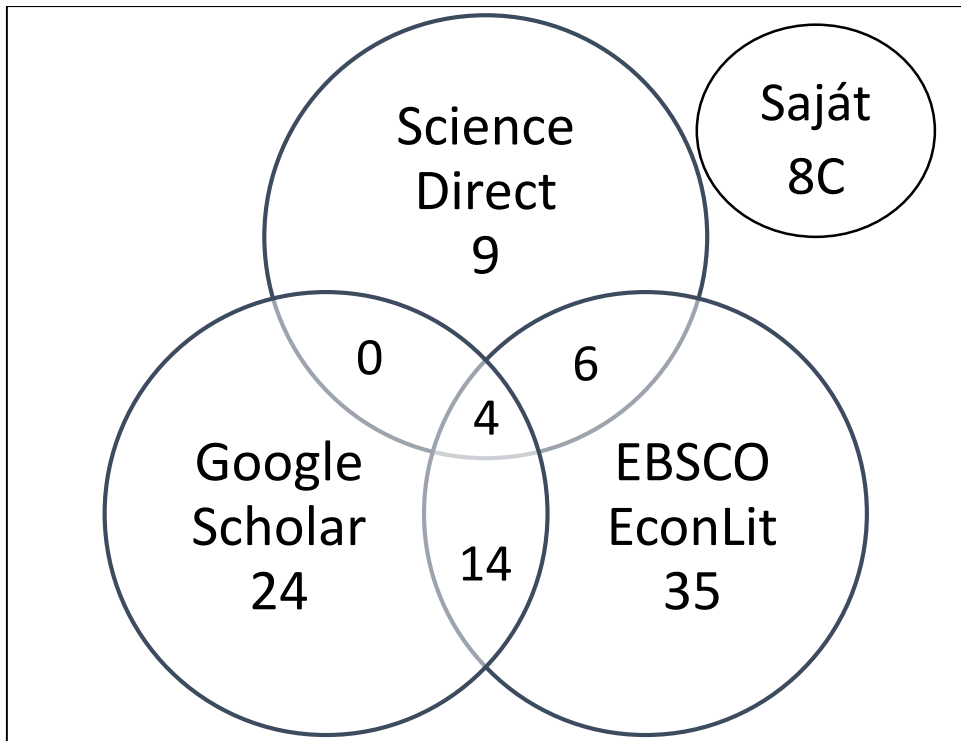 Science
Direct
9
Saját
8C
0
6
4
Google
Scholar
24
EBSCO
EconLit
35
14